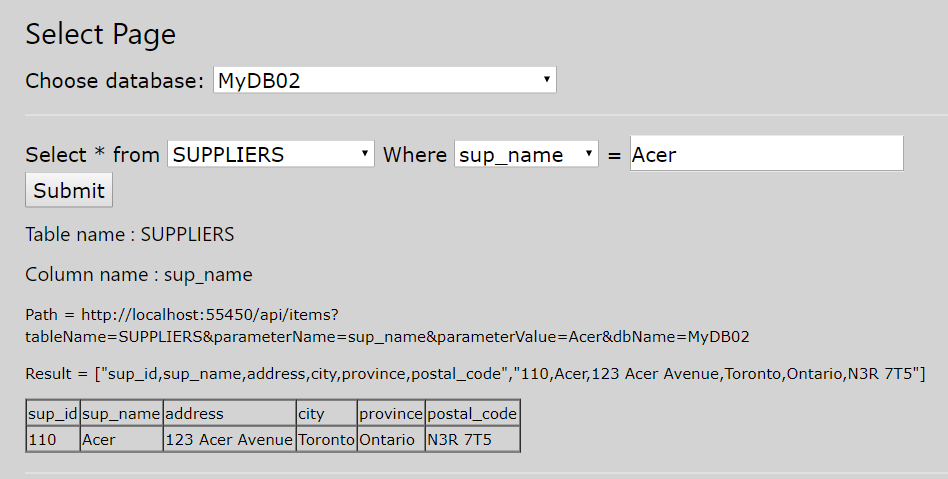 Select Page
Choose database: MyDB02
Select * from SUPPLIERS Where sup_name = Acer
Submit
Table name : SUPPLIERS
Column name : sup_name
Path = http://localhost:55450/api/items?
tableName=SUPPLIERS&parameterName=sup_name&parameterValue=Acer&dbName=MyDB02
Result = ["sup_id,sup_name,address,city,province,postal_code","110,Acer,123 Acer Avenue,Toronto,Ontario,N3R 7T5"]
sup_id sup_name address city province postal_code
110 Acer 123 Acer Avenue Toronto Ontario N3R 7T5